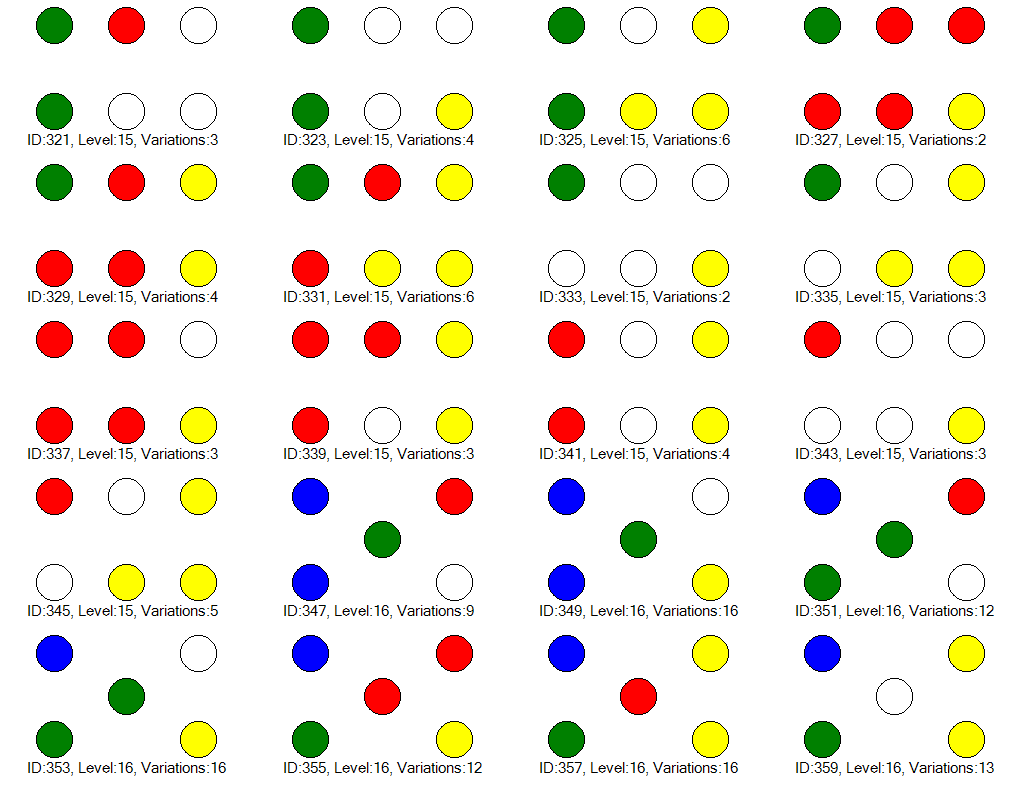 ID:321, Level:15, Variations:3
ID:323, Level:15, Variations:4
ID:325, Level:15, Variations:6
ID:327, Level:15, Variations:2
ID:329, Level:15, Variations:4
ID:331, Level:15, Variations:6
ID:333, Level:15, Variations:2
ID:335, Level:15, Variations:3
ID:337, Level:15, Variations:3
ID:339, Level:15, Variations:3
ID:341, Level:15, Variations:4
ID:343, Level:15, Variations:3
ID:345, Level:15, Variations:5
ID:347, Level:16, Variations:9
ID:349, Level:16, Variations:16
ID:351, Level:16, Variations:12
ID:353, Level:16, Variations:16
ID:355, Level:16, Variations:12
ID:357, Level:16, Variations:16
ID:359, Level:16, Variations:13